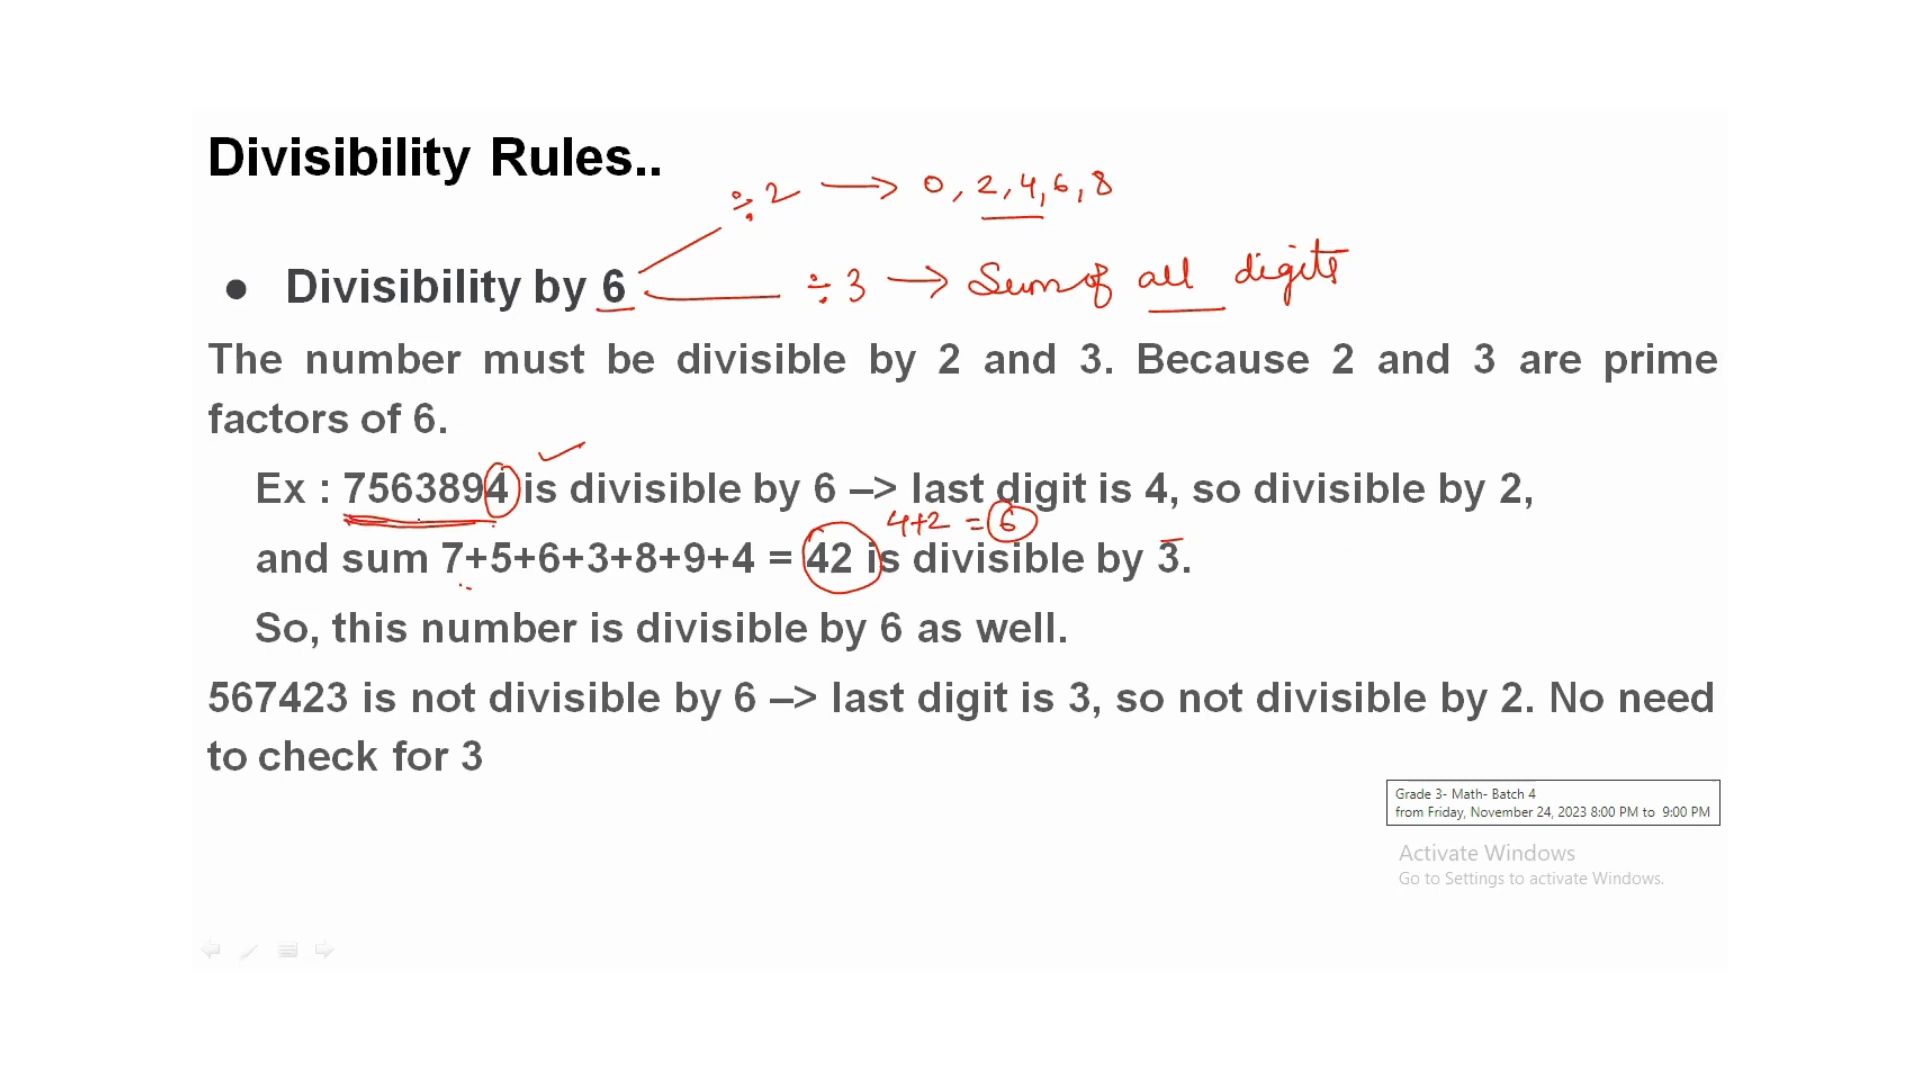 Divisibility Rules..
÷2 → 0, 2, 4, 6, 8
● Divisibility by 6
÷3 → Sum of all digits
The number must be divisible by 2 and 3. Because 2 and 3 are prime
factors of 6.
Ex : 7563894 is divisible by 6 –> last digit is 4, so divisible by 2,
4+2 = 6
and sum 7+5+6+3+8+9+4 = 42 is divisible by 3.
So, this number is divisible by 6 as well.
567423 is not divisible by 6 –> last digit is 3, so not divisible by 2. No need
to check for 3
Grade 3- Math- Batch 4
from Friday, November 24, 2023 8:00 PM to 9:00 PM
Activate Windows
Go to Settings to activate Windows.